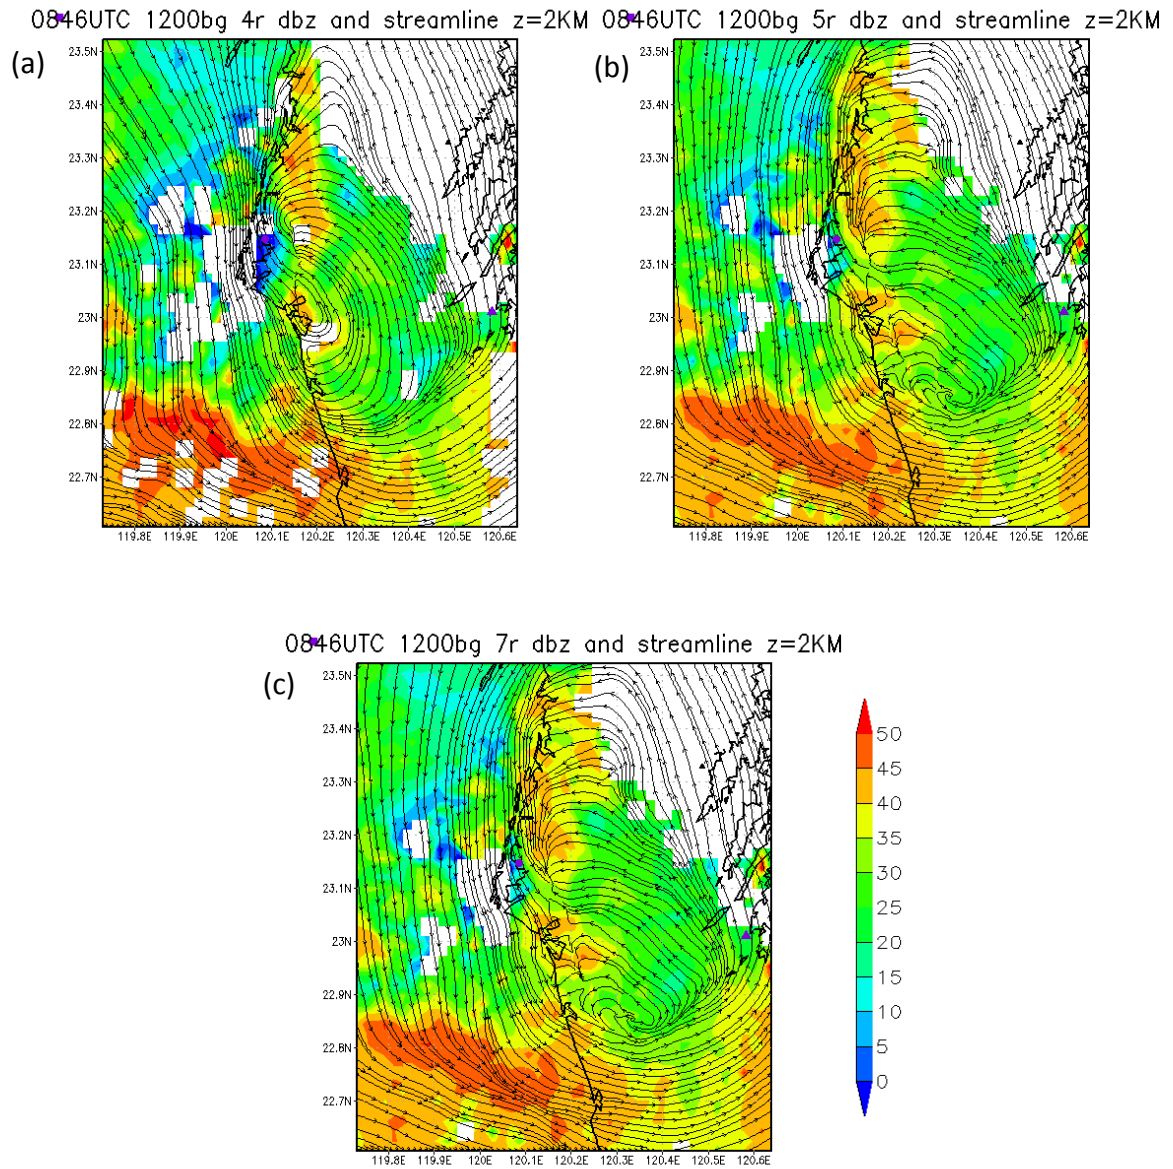 0846UTC 1200bg 4r dbz and streamline z=2KM
(a)
23.5N
23.4N
23.3N
23.2N
23.1N
23N
22.9N
22.8N
22.7N
119.8E 119.9E 120E 120.1E 120.2E 120.3E 120.4E 120.5E 120.6E
0846UTC 1200bg 5r dbz and streamline z=2KM
(b)
23.5N
23.4N
23.3N
23.2N
23.1N
23N
22.9N
22.8N
22.7N
119.8E 119.9E 120E 120.1E 120.2E 120.3E 120.4E 120.5E 120.6E
0846UTC 1200bg 7r dbz and streamline z=2KM
(c)
23.5N
23.4N
23.3N
23.2N
23.1N
23N
22.9N
22.8N
22.7N
119.8E 119.9E 120E 120.1E 120.2E 120.3E 120.4E 120.5E 120.6E
50
45
40
35
30
25
20
15
10
5
0